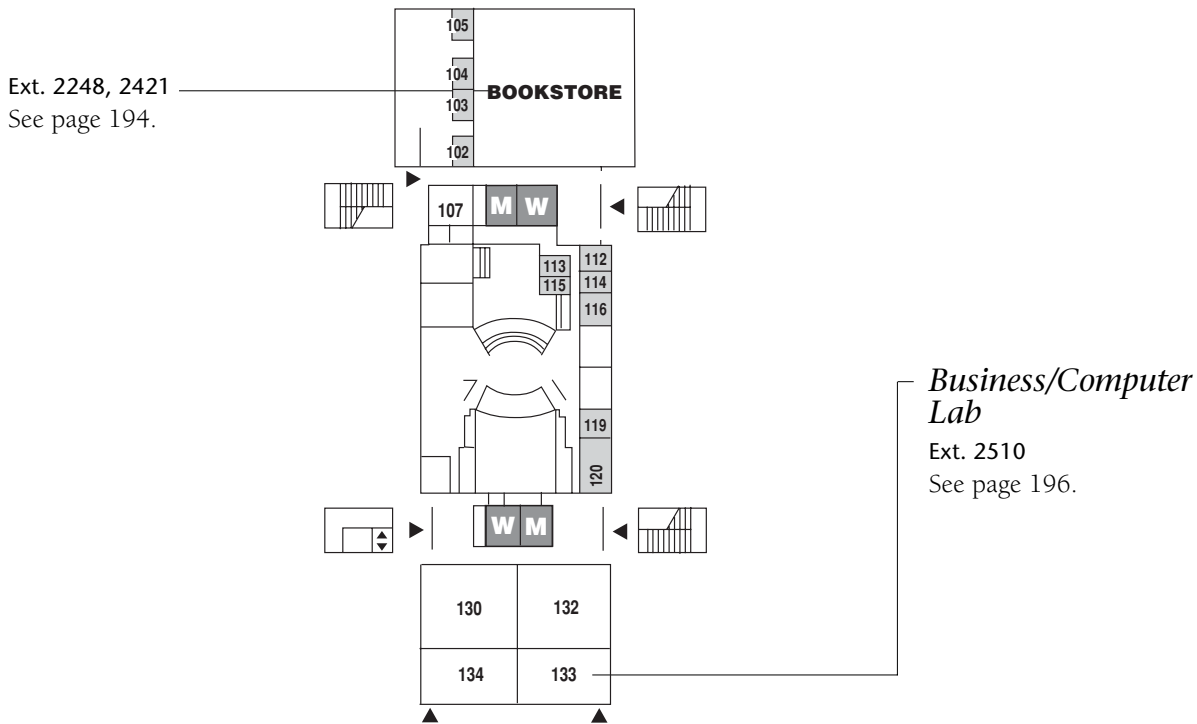 105
104
Ext. 2248, 2421
BOOKSTORE
See page 194.
103
102
107
M W
113
112
115
114
116
Business/Computer
Lab
119
Ext. 2510
120
See page 196.
W M
130
132
134
133